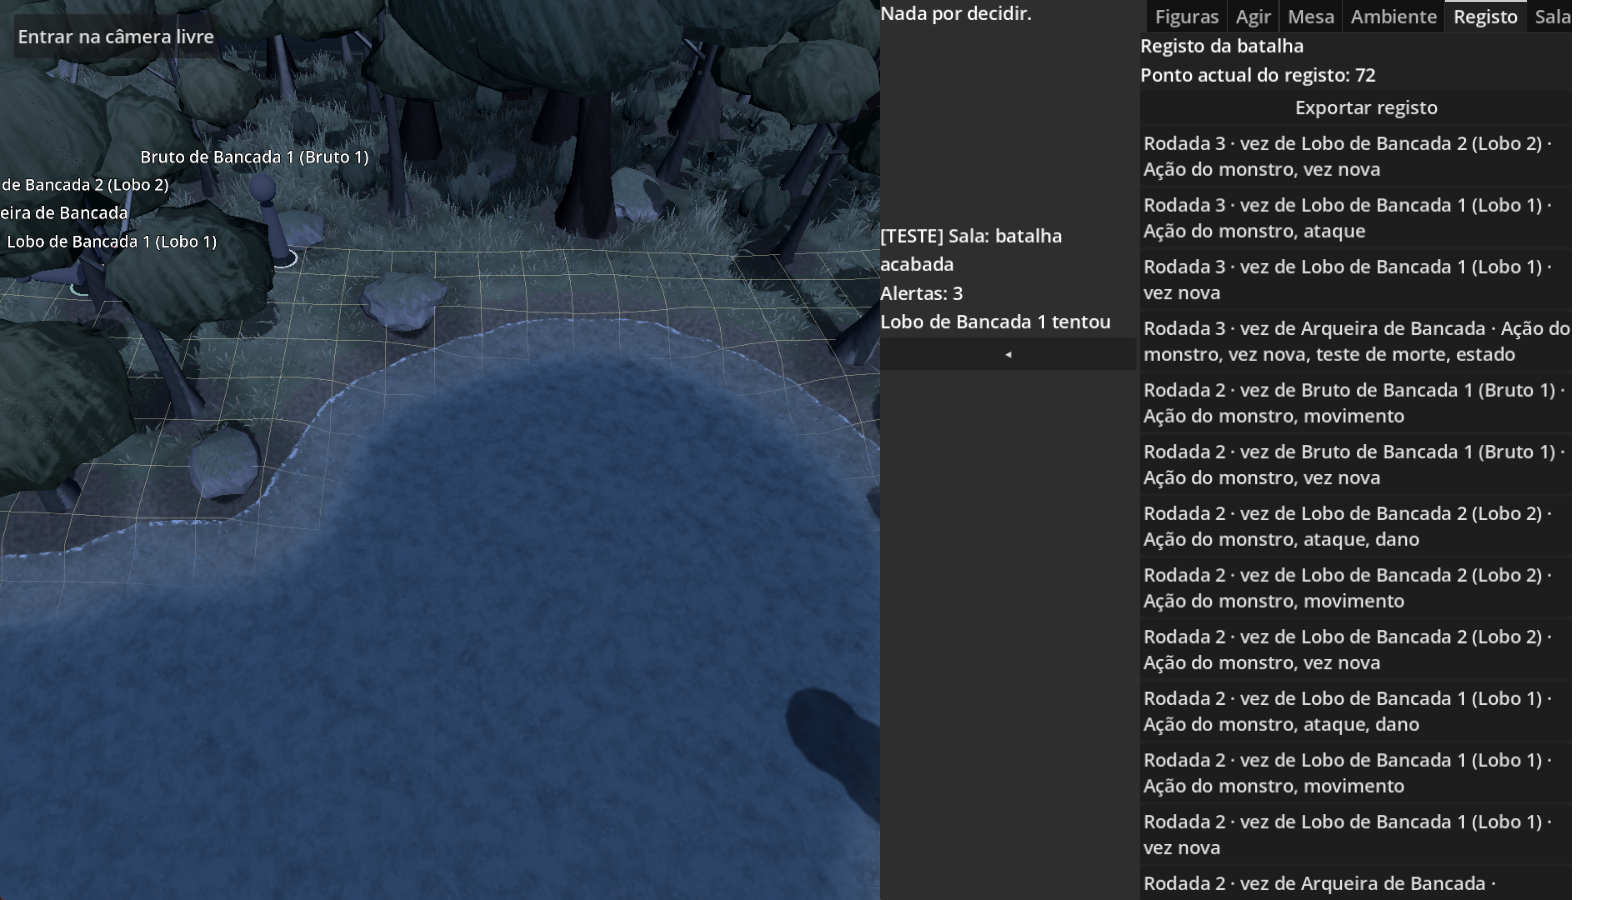 Entrar na câmera livre
Bruto de Bancada 1 (Bruto 1)
de Bancada 2 (Lobo 2)
eira de Bancada
Lobo de Bancada 1 (Lobo 1)
Nada por decidir.
[TESTE] Sala: batalha
acabada
Alertas: 3
Lobo de Bancada 1 tentou
Figuras Agir Mesa Ambiente Registo Sala
Registo da batalha
Ponto actual do registo: 72
Exportar registo
Rodada 3 · vez de Lobo de Bancada 2 (Lobo 2) ·
Ação do monstro, vez nova
Rodada 3 · vez de Lobo de Bancada 1 (Lobo 1) ·
Ação do monstro, ataque
Rodada 3 · vez de Lobo de Bancada 1 (Lobo 1) ·
vez nova
Rodada 3 · vez de Arqueira de Bancada · Ação do
monstro, vez nova, teste de morte, estado
Rodada 2 · vez de Bruto de Bancada 1 (Bruto 1) ·
Ação do monstro, movimento
Rodada 2 · vez de Bruto de Bancada 1 (Bruto 1) ·
Ação do monstro, vez nova
Rodada 2 · vez de Lobo de Bancada 2 (Lobo 2) ·
Ação do monstro, ataque, dano
Rodada 2 · vez de Lobo de Bancada 2 (Lobo 2) ·
Ação do monstro, movimento
Rodada 2 · vez de Lobo de Bancada 2 (Lobo 2) ·
Ação do monstro, vez nova
Rodada 2 · vez de Lobo de Bancada 1 (Lobo 1) ·
Ação do monstro, ataque, dano
Rodada 2 · vez de Lobo de Bancada 1 (Lobo 1) ·
Ação do monstro, movimento
Rodada 2 · vez de Lobo de Bancada 1 (Lobo 1) ·
vez nova
Rodada 2 · vez de Arqueira de Bancada ·